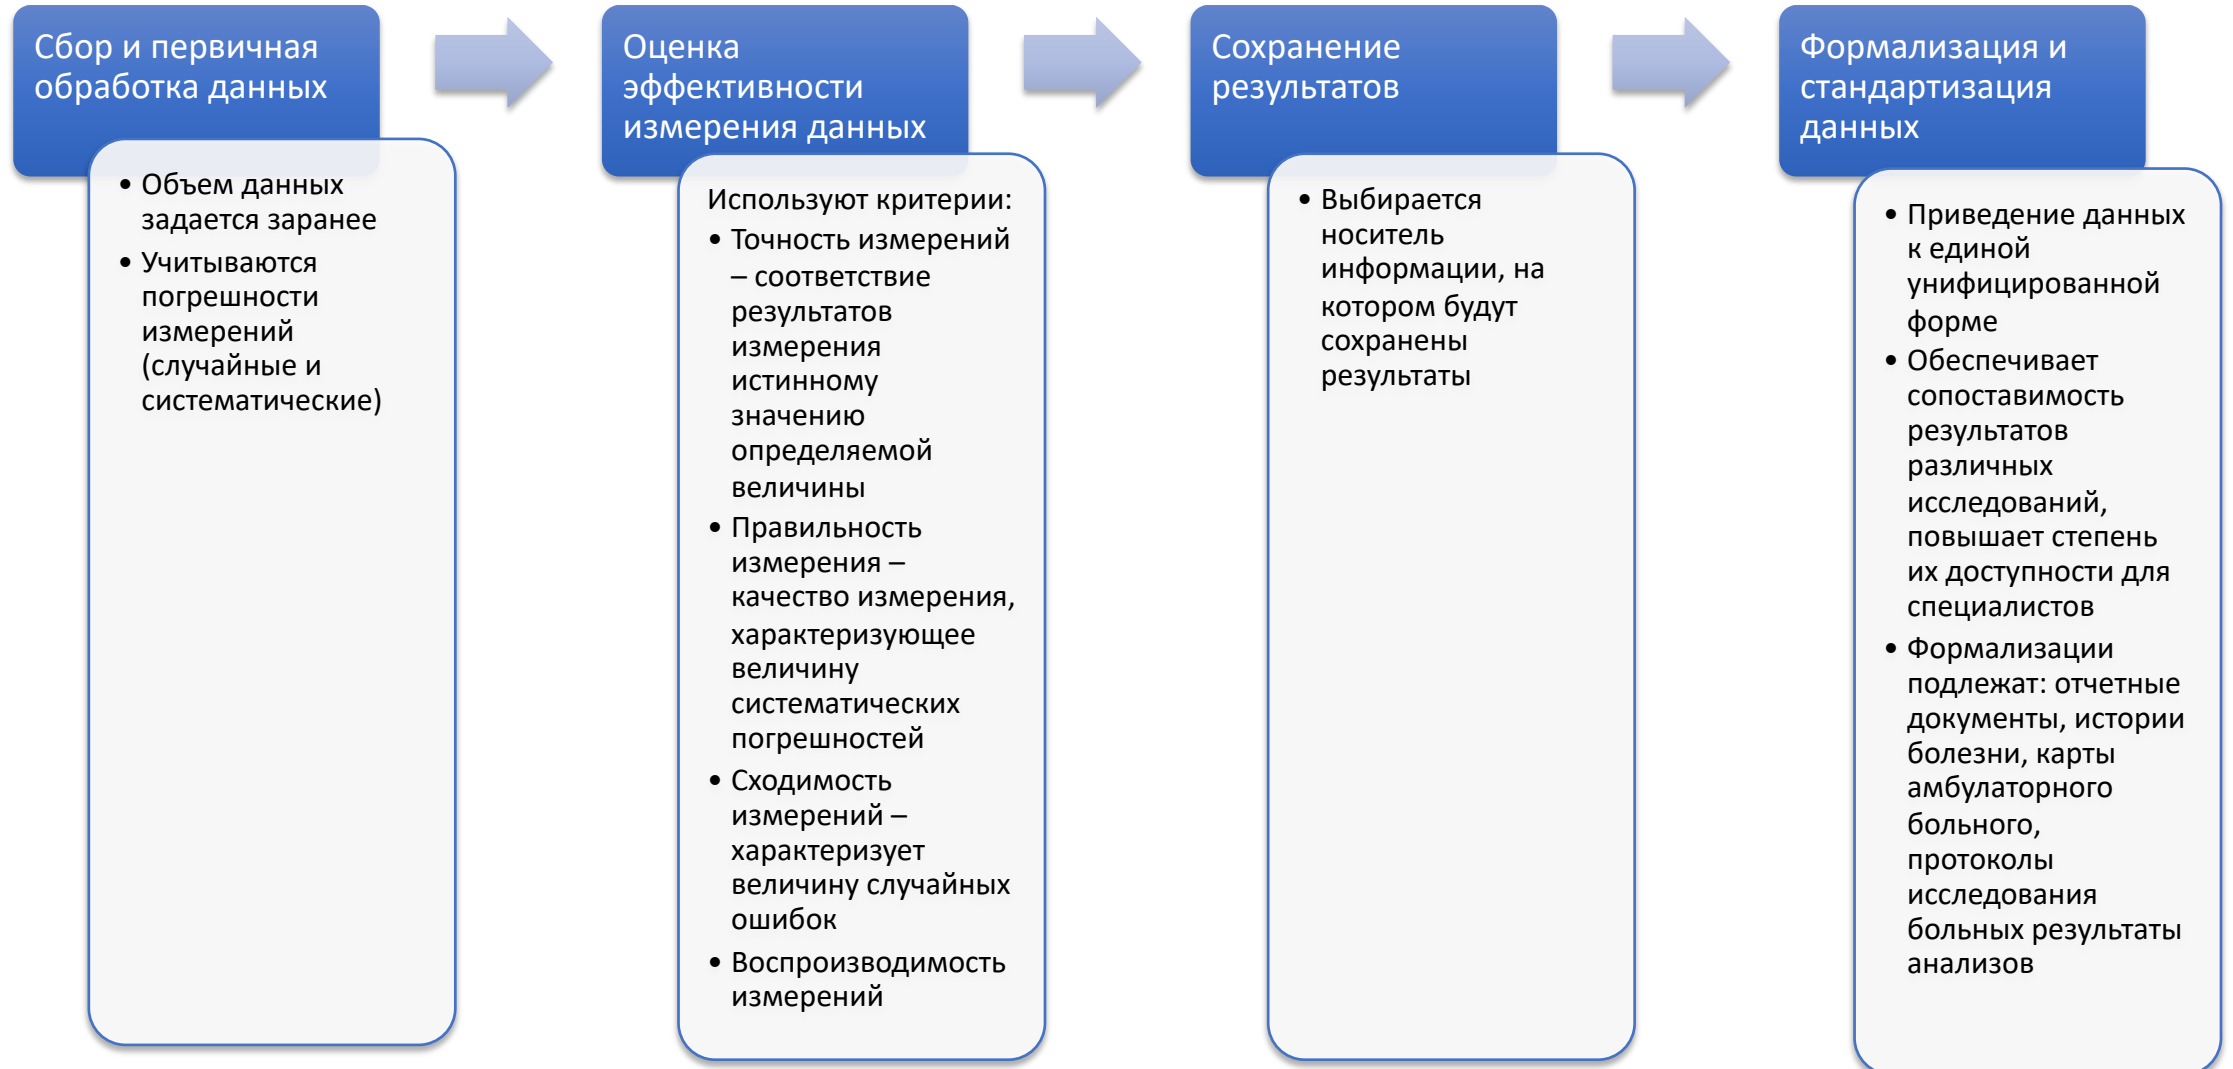 Сбор и первичная
обработка данных
• Объем данных
задается заранее
• Учитываются
погрешности
измерений
(случайные и
систематические)
Оценка
эффективности
измерения данных
Используют критерии:
• Точность измерений
– соответствие
результатов
измерения
истинному
значению
определяемой
величины
• Правильность
измерения –
качество измерения,
характеризующее
величину
систематических
погрешностей
• Сходимость
измерений –
характеризует
величину случайных
ошибок
• Воспроизводимость
измерений
Сохранение
результатов
• Выбирается
носитель
информации, на
котором будут
сохранены
результаты
Формализация и
стандартизация
данных
• Приведение данных
к единой
унифицированной
форме
• Обеспечивает
сопоставимость
результатов
различных
исследований,
повышает степень
их доступности для
специалистов
• Формализации
подлежат: отчетные
документы, истории
болезни, карты
амбулаторного
больного,
протоколы
исследования
больных результаты
анализов